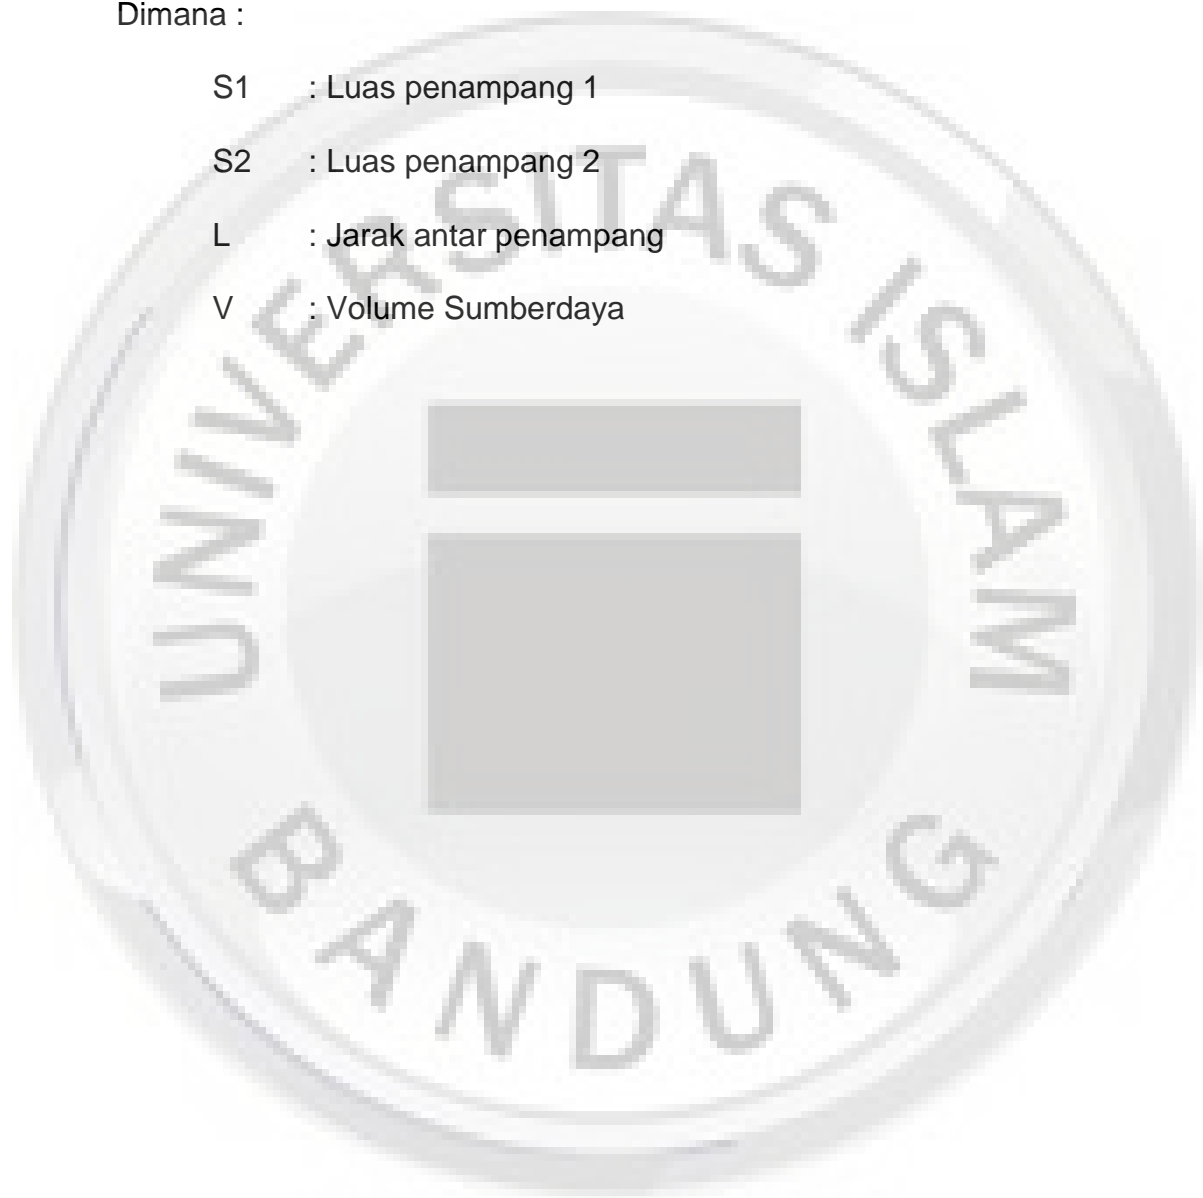 Dimana :
S1 : Luas penampang 1
S2 : Luas penampang 2
L : Jarak antar penampang
V : Volume Sumberdaya
UNIVERSITAS ISLAM
BANDUNG